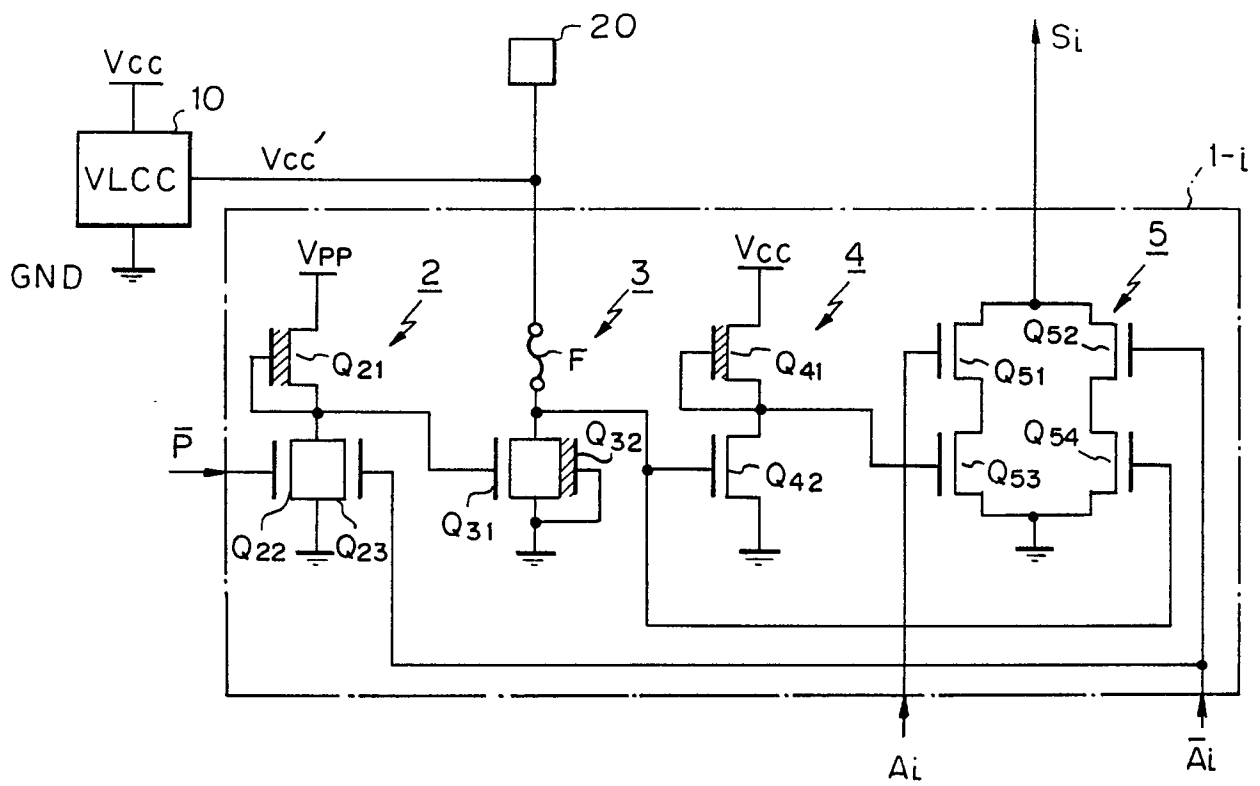 20
Si
Vcc
10
1-i
Vcc′
VLCC
GND
VPP
2
3
Vcc
4
5
Q21
F
Q41
Q52
Q51
P̅
Q32
Q54
Q42
Q53
Q31
Q22
Q23
Ai
A̅i